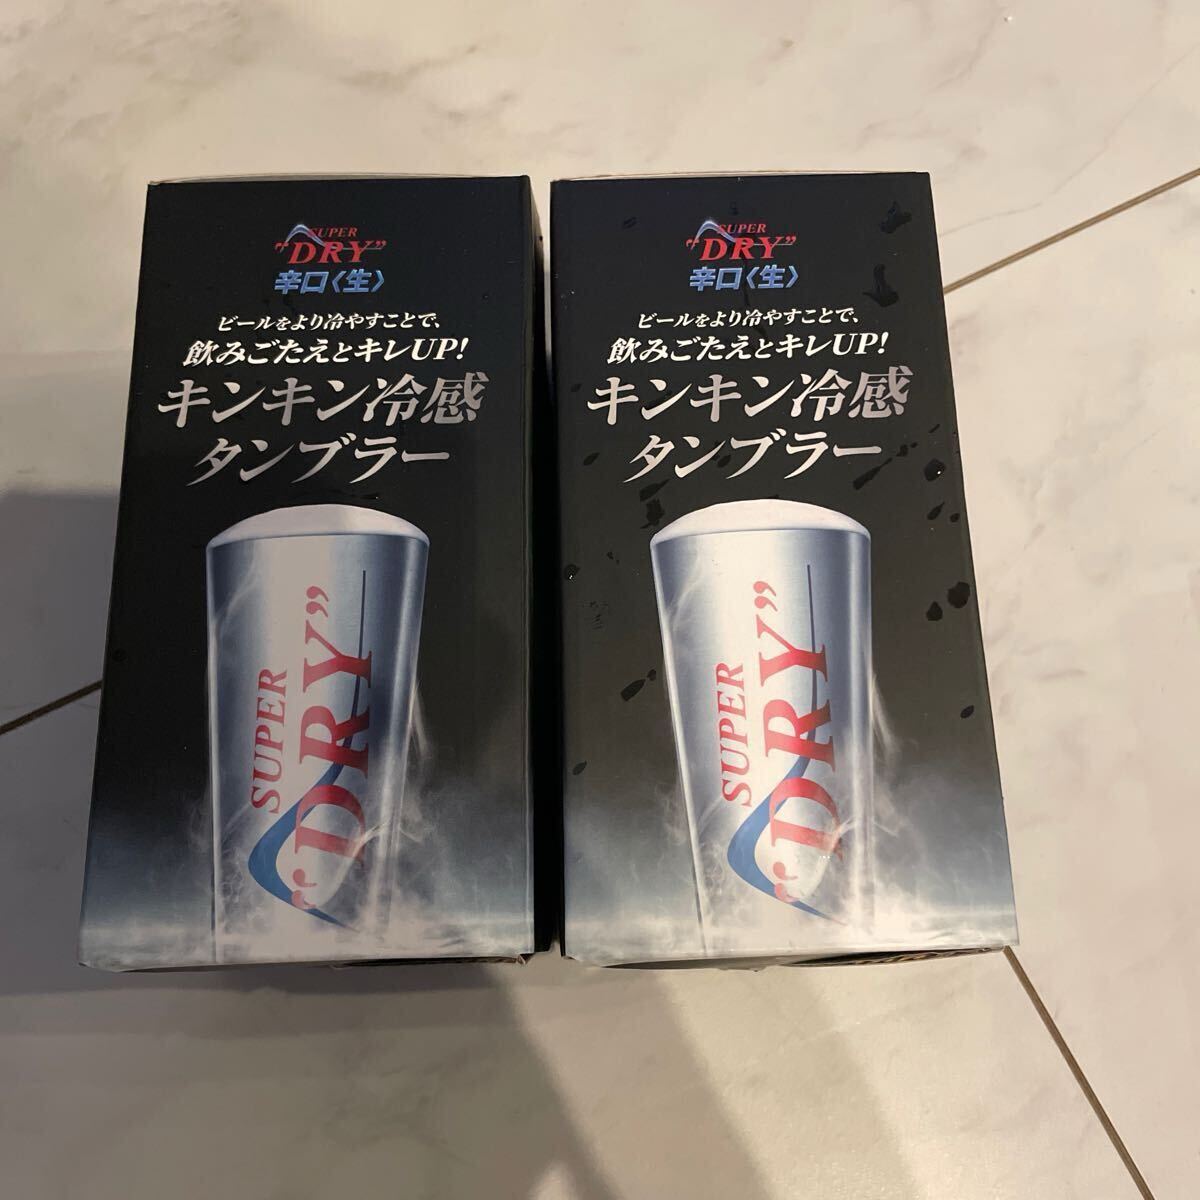 SUPER
"DRY"
辛口〈生〉
ビールをより冷やすことで、
飲みごたえとキレUP!
キンキン冷感
タンブラー
SUPER
"DRY"
SUPER
"DRY"
辛口〈生〉
ビールをより冷やすことで、
飲みごたえとキレUP!
キンキン冷感
タンブラー
SUPER
"DRY"